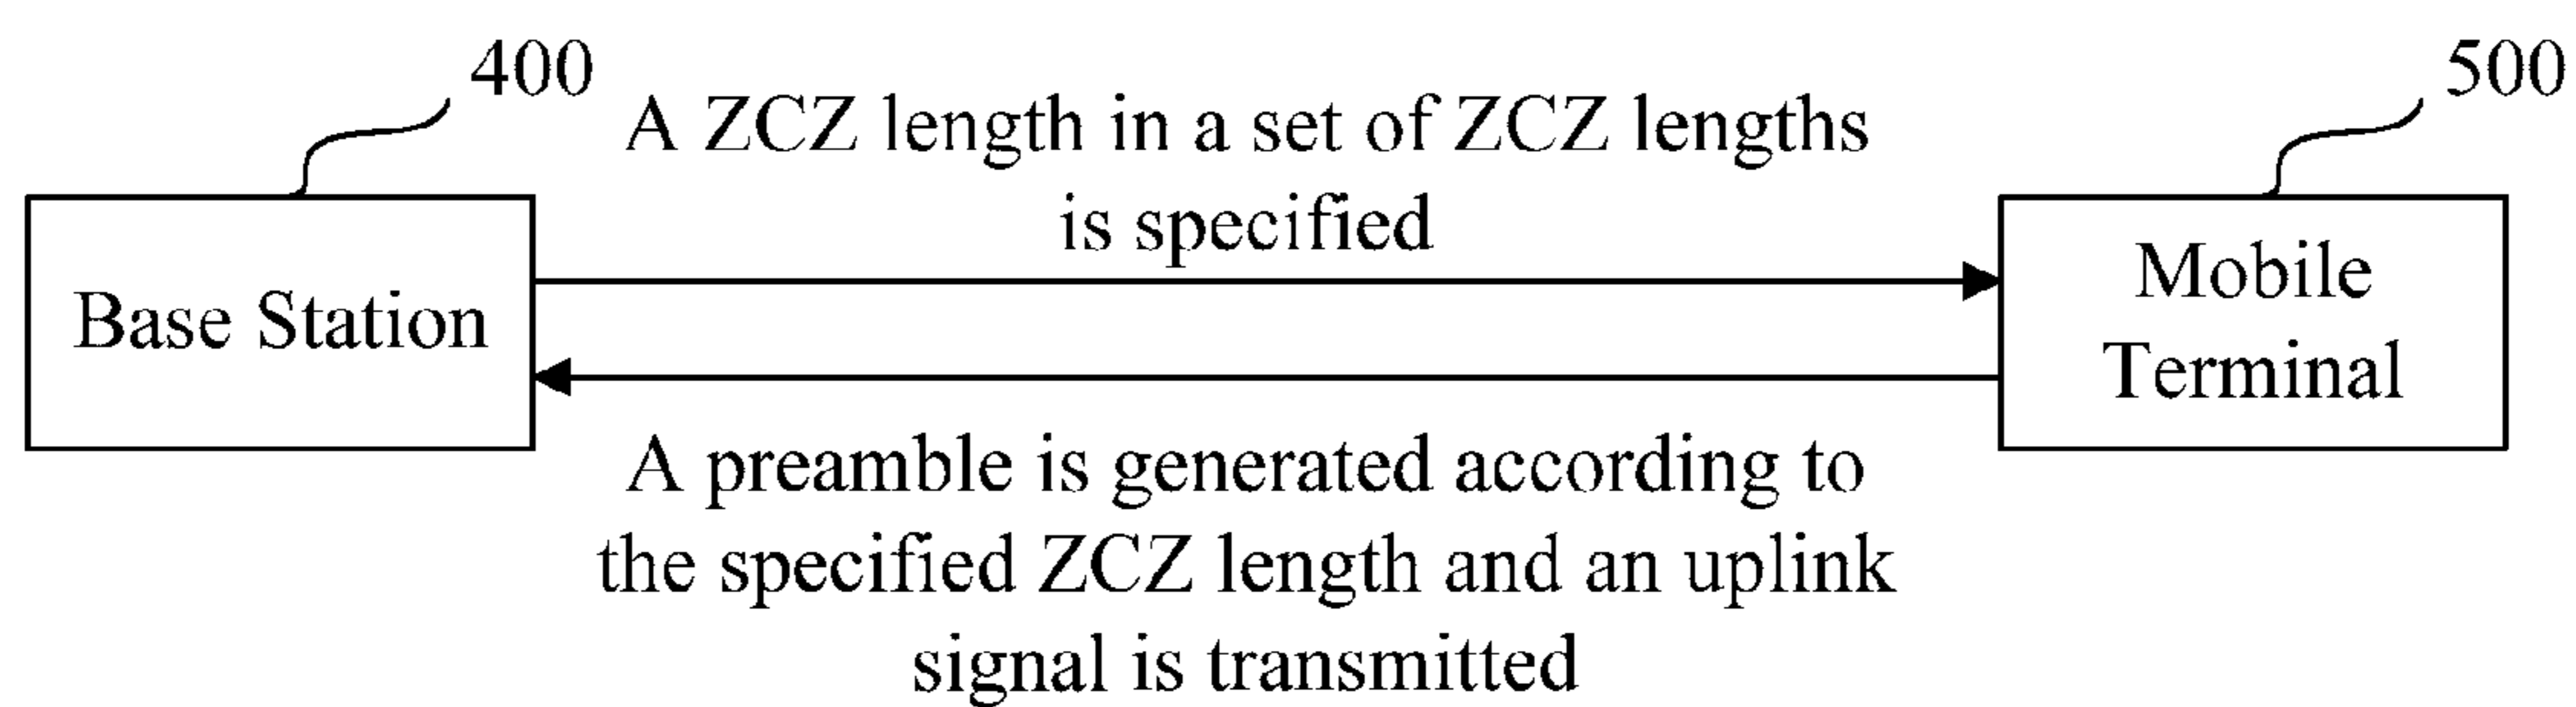 400
500
A ZCZ length in a set of ZCZ lengths
is specified
Base Station
Mobile
Terminal
A preamble is generated according to
the specified ZCZ length and an uplink
signal is transmitted